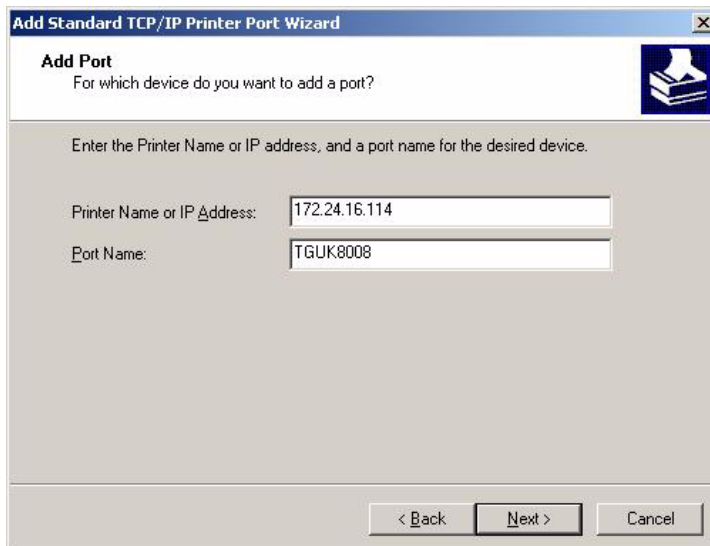 Add Standard TCP/IP Printer Port Wizard
Add Port
For which device do you want to add a port?
Enter the Printer Name or IP address, and a port name for the desired device.
Printer Name or IP Address: 172.24.16.114
Port Name: TGUK8008
< Back Next > Cancel